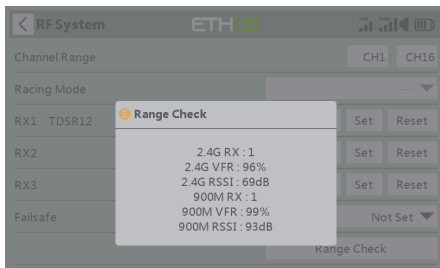 RF System
ETHOS
Channel Range
CH1 - CH16
Racing Mode
---
RX1 TDSR12
Set
Reset
RX2
Set
Reset
RX3
Set
Reset
Failsafe
Not Set
Range Check
Range Check
2.4G RX : 1
2.4G VFR : 96%
2.4G RSSI : 69dB
900M RX : 1
900M VFR : 99%
900M RSSI : 93dB